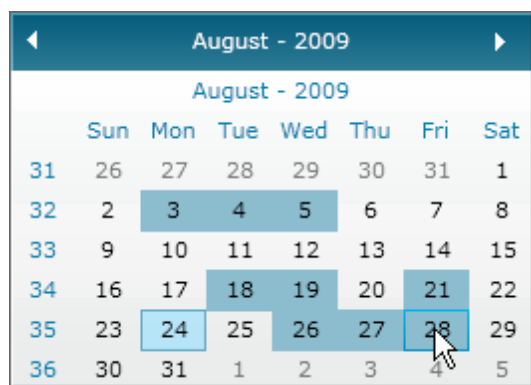 August - 2009
August - 2009
Sun Mon Tue Wed Thu Fri Sat
31 26 27 28 29 30 31 1
32 2 3 4 5 6 7 8
33 9 10 11 12 13 14 15
34 16 17 18 19 20 21 22
35 23 24 25 26 27 28 29
36 30 31 1 2 3 4 5